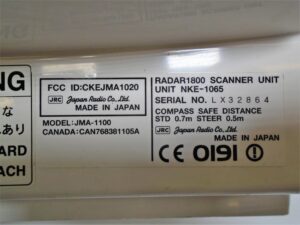 NG
な
れあり
ARD
ACH
FCC ID:CKEJMA1020
JRC Japan Radio Co., Ltd.
MADE IN JAPAN
MODEL:JMA-1100
CANADA:CAN768381105A
RADAR1800 SCANNER UNIT
UNIT NKE-1065
SERIAL NO. LX32864
COMPASS SAFE DISTANCE
STD 0.7m STEER 0.5m
JRC Japan Radio Co., Ltd.
MADE IN JAPAN
CE 0191 !